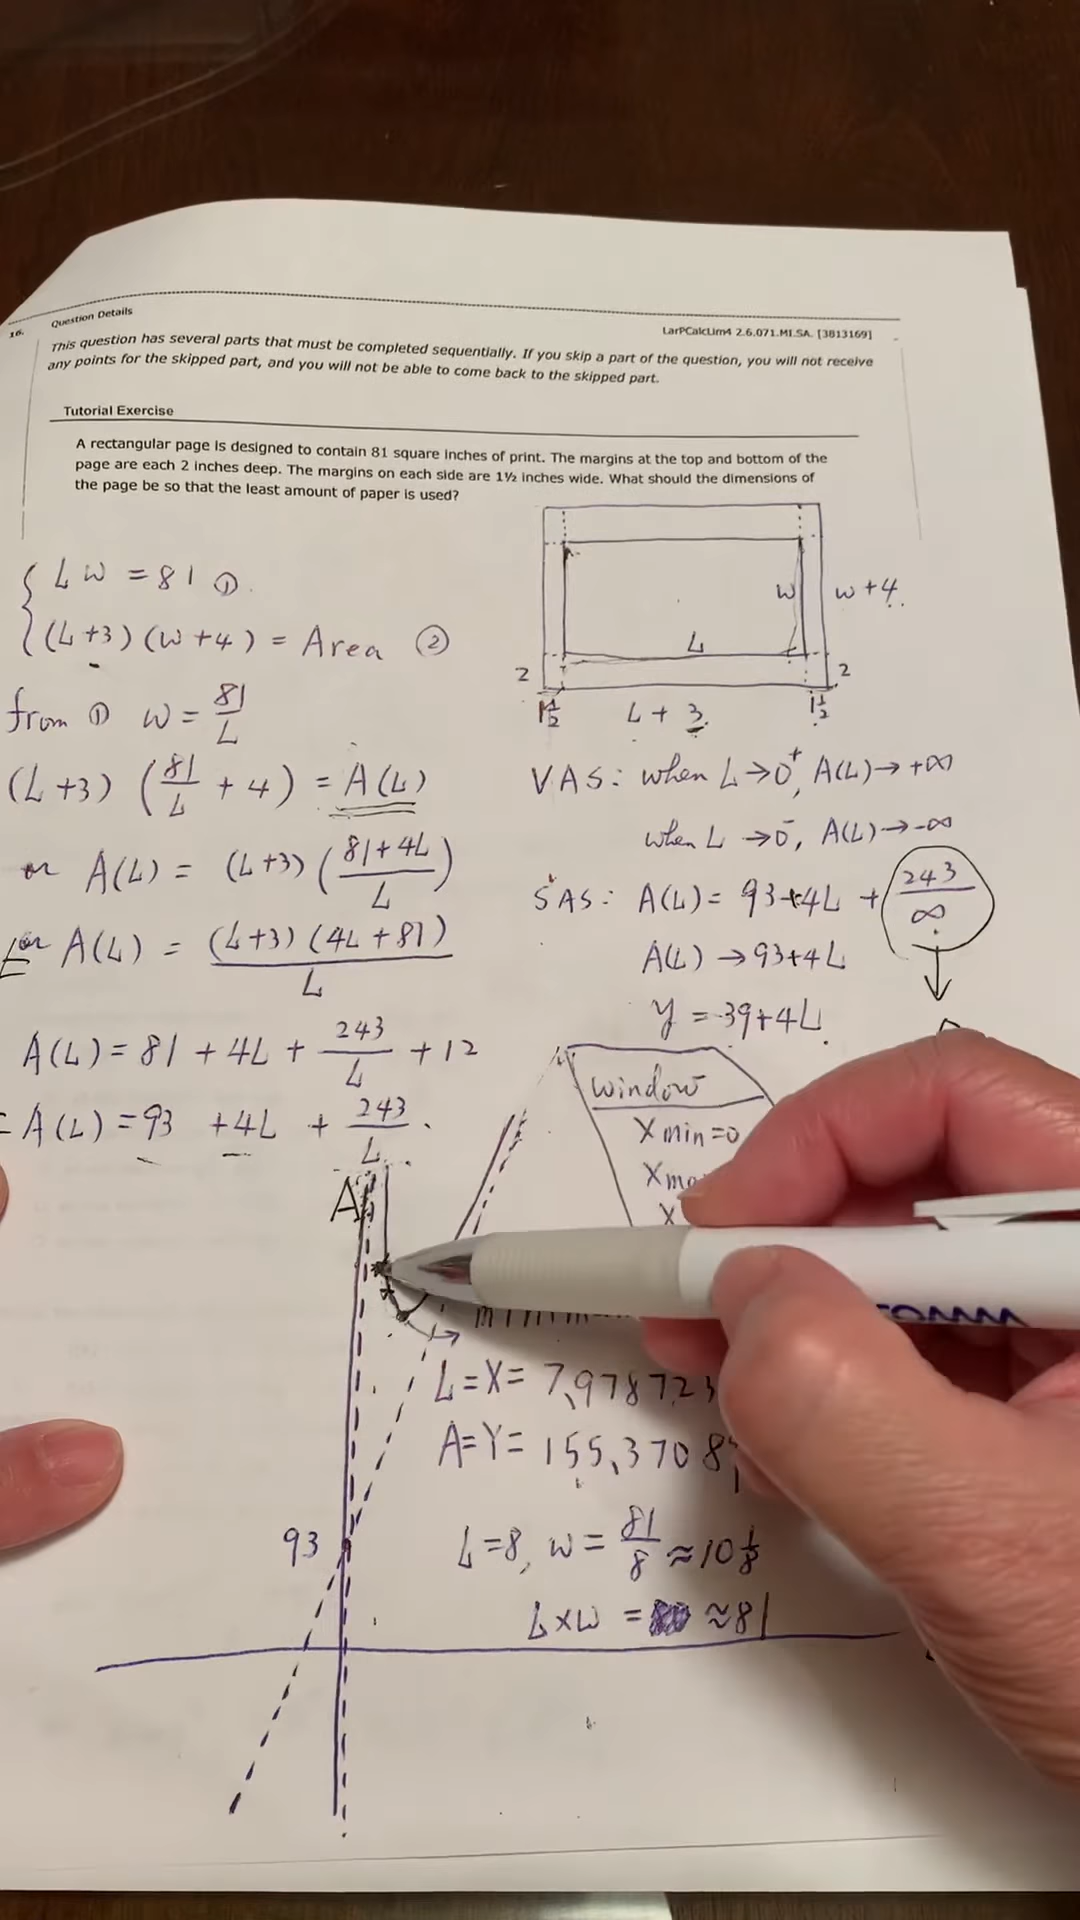 16.
Question Details
LarPCalcLim4 2.6.071.MI.SA. [3813169]
This question has several parts that must be completed sequentially. If you skip a part of the question, you will not receive
any points for the skipped part, and you will not be able to come back to the skipped part.
Tutorial Exercise
A rectangular page is designed to contain 81 square inches of print. The margins at the top and bottom of the
page are each 2 inches deep. The margins on each side are 1½ inches wide. What should the dimensions of
the page be so that the least amount of paper is used?
w
w+4
L
2
2
1½
L+3
1½
{ LW = 81 ①
(L+3)(W+4) = Area ②
from ① W = 81/L
(L+3)(81/L + 4) = A(L)
or A(L) = (L+3)(81+4L/L)
or A(L) = (L+3)(4L+81)/L
A(L) = 81 + 4L + 243/L + 12
= A(L) = 93 + 4L + 243/L
VAS: when L→0⁺, A(L)→+∞
when L→0⁻, A(L)→-∞
SAS: A(L) = 93+4L + 243/∞
A(L)→93+4L
y = 39+4L
window
Xmin=0
A
L=X= 7.978723
A=Y= 155.3708
93
L=8, W = 81/8 ≈ 10⅛
L×W = ≈81